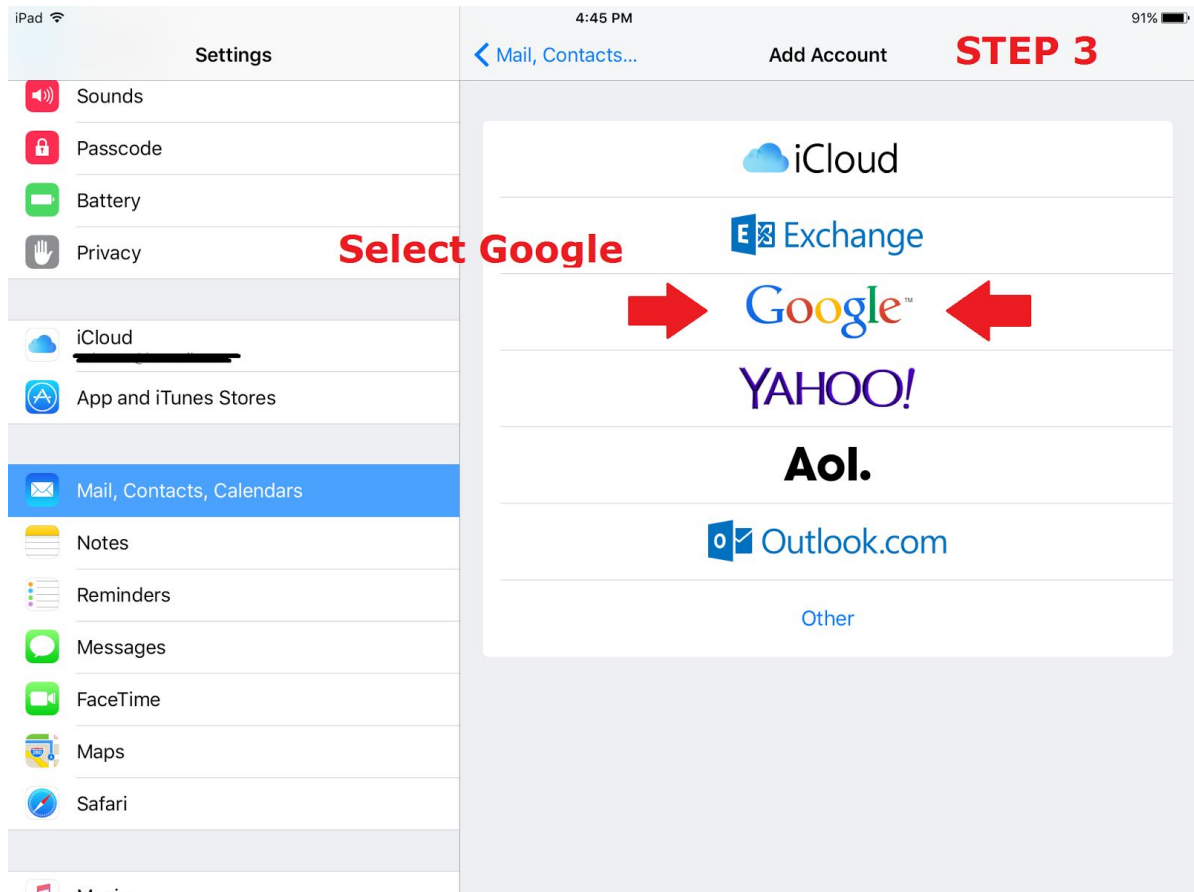 iPad
4:45 PM
91%
Settings
Mail, Contacts...
Add Account
STEP 3
Sounds
Passcode
Battery
Privacy
iCloud
App and iTunes Stores
Mail, Contacts, Calendars
Notes
Reminders
Messages
FaceTime
Maps
Safari
iCloud
E Exchange
Select Google
Google™
YAHOO!
Aol.
o Outlook.com
Other